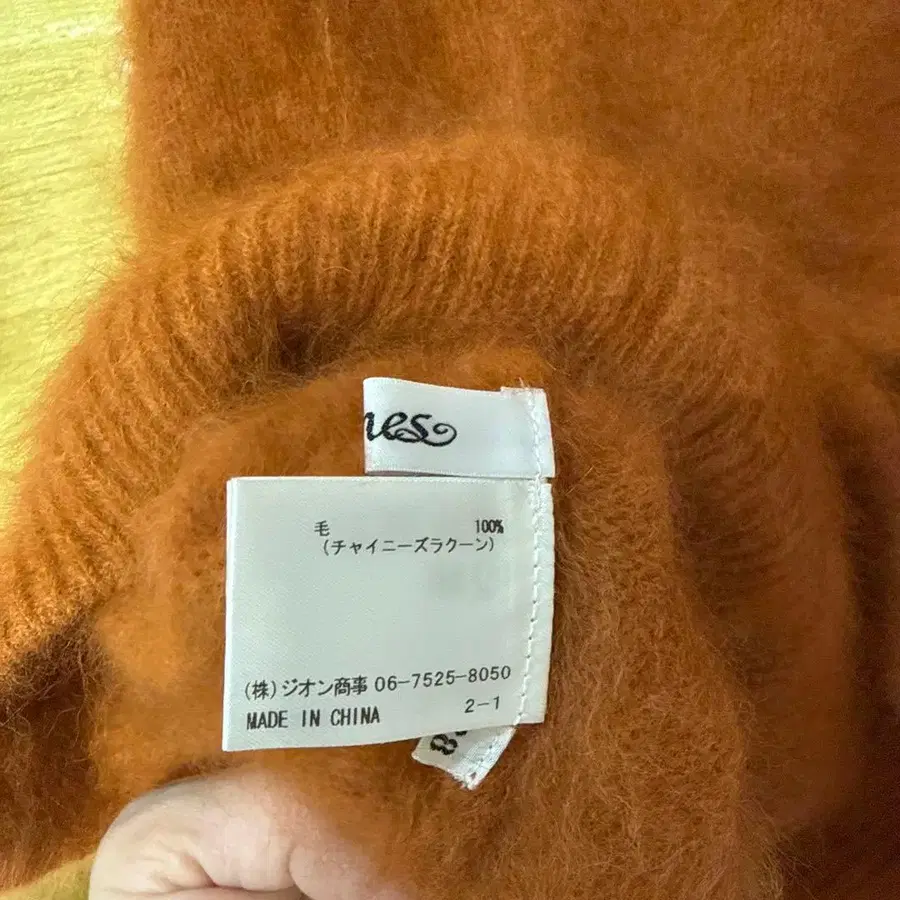 nes
毛 100%
(チャイニーズラクーン)
(株)ジオン商事 06-7525-8050
MADE IN CHINA 2-1